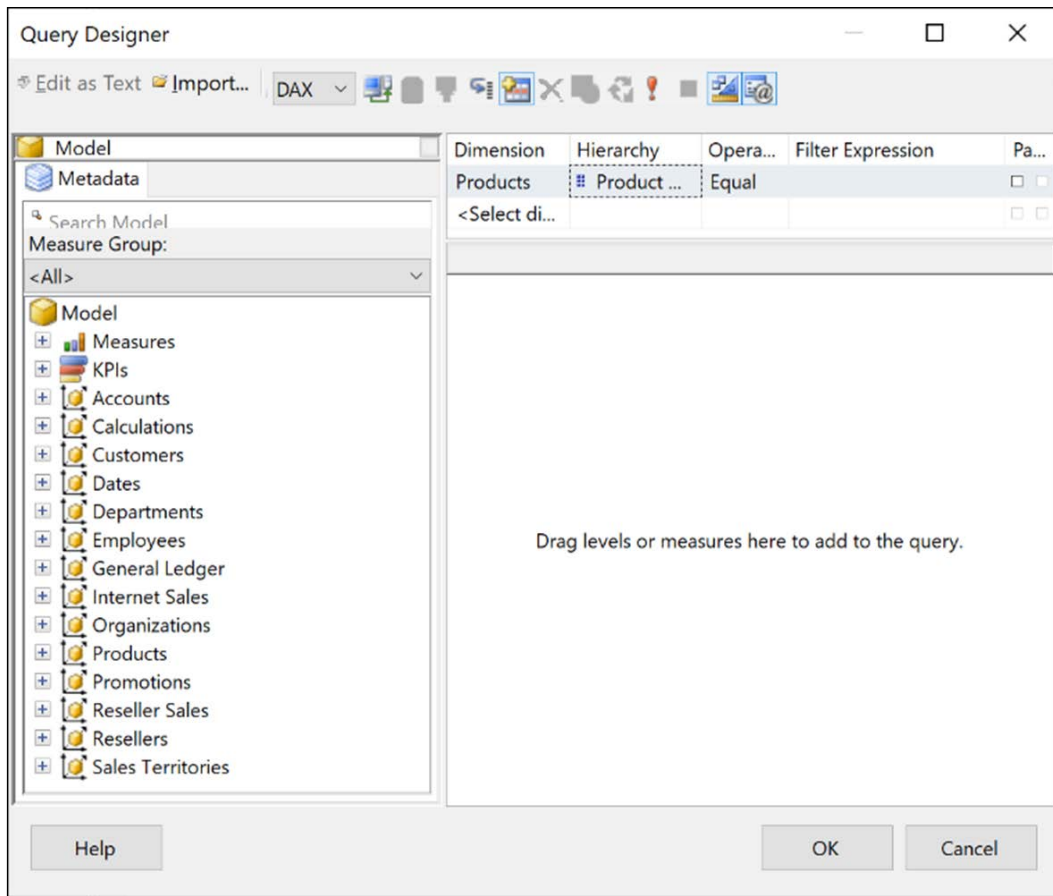 Query Designer
Edit as Text Import... DAX
Model
Metadata
Search Model
Measure Group:
<All>
Model
Measures
KPIs
Accounts
Calculations
Customers
Dates
Departments
Employees
General Ledger
Internet Sales
Organizations
Products
Promotions
Reseller Sales
Resellers
Sales Territories
Dimension Hierarchy Opera... Filter Expression Pa...
Products Product ... Equal
<Select di...
Drag levels or measures here to add to the query.
Help OK Cancel